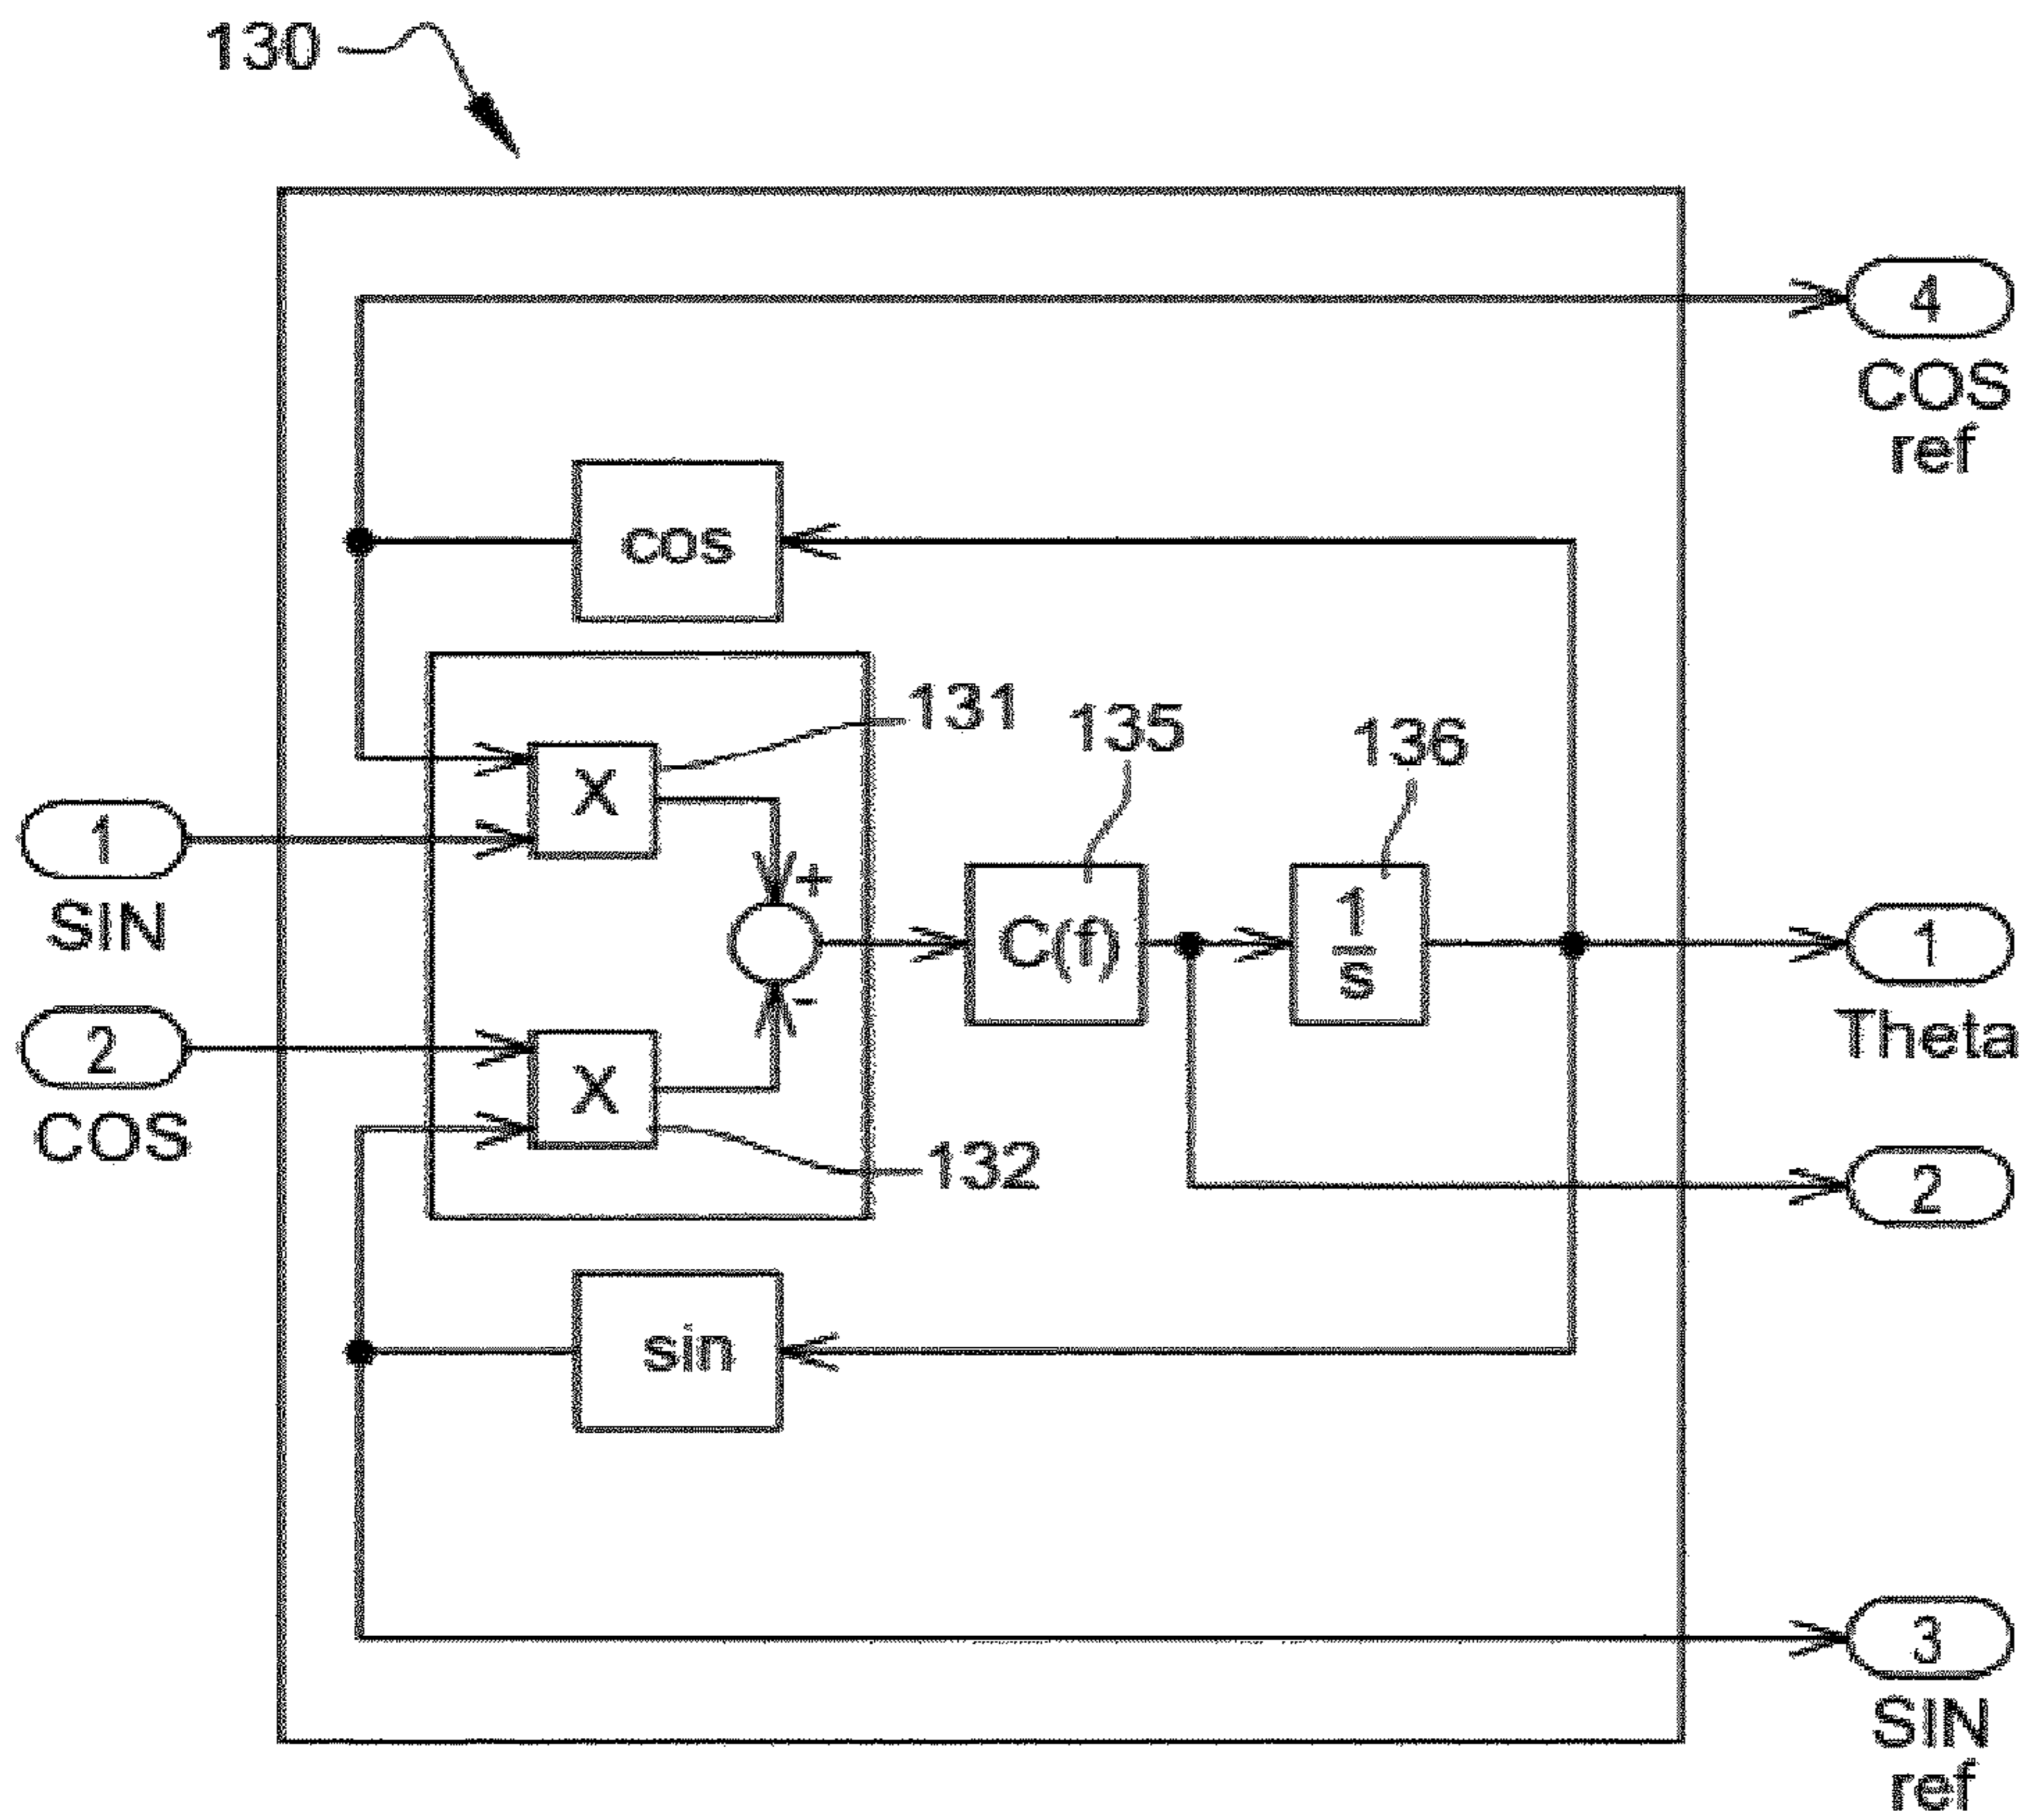 130
4
COS
ref
cos
131
135
136
X
1
SIN
+
C(f)
1
s
1
Theta
-
2
COS
X
132
2
sin
3
SIN
ref